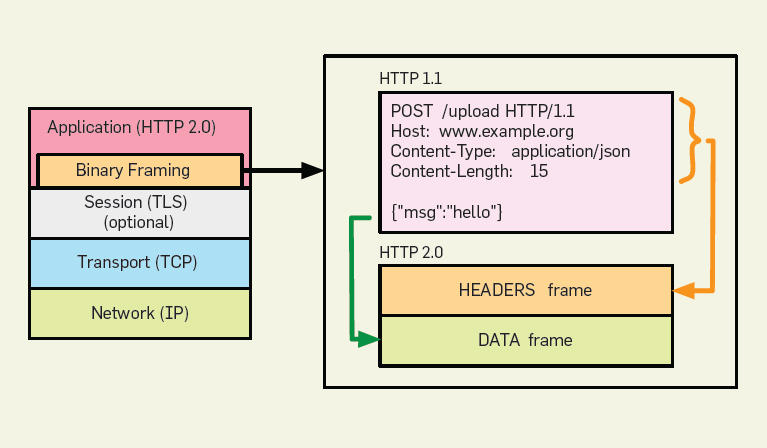 Application (HTTP 2.0)
Binary Framing
Session (TLS)
(optional)
Transport (TCP)
Network (IP)
HTTP 1.1
POST /upload HTTP/1.1
Host: www.example.org
Content-Type: application/json
Content-Length: 15
{"msg":"hello"}
HTTP 2.0
HEADERS frame
DATA frame